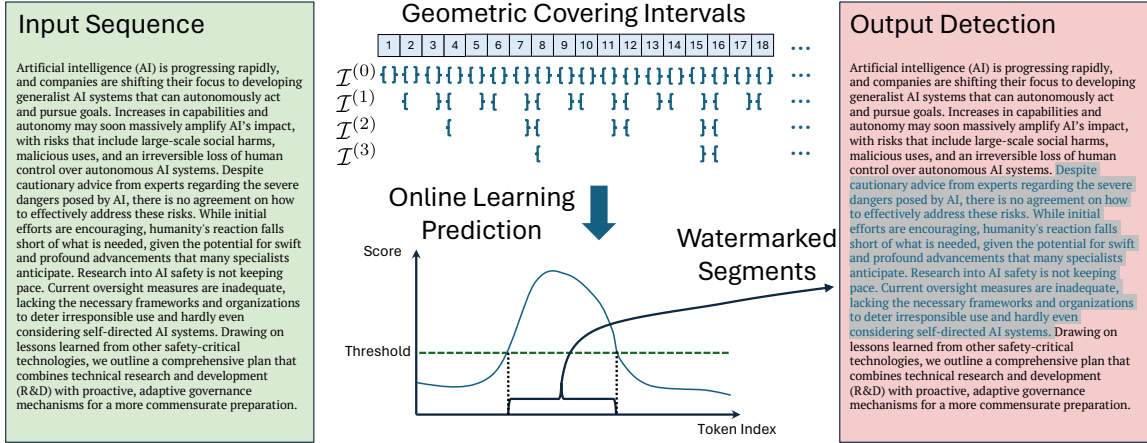 Input Sequence
Artificial intelligence (AI) is progressing rapidly,
and companies are shifting their focus to developing
generalist AI systems that can autonomously act
and pursue goals. Increases in capabilities and
autonomy may soon massively amplify AI's impact,
with risks that include large-scale social harms,
malicious uses, and an irreversible loss of human
control over autonomous AI systems. Despite
cautionary advice from experts regarding the severe
dangers posed by AI, there is no agreement on how
to effectively address these risks. While initial
efforts are encouraging, humanity's reaction falls
short of what is needed, given the potential for swift
and profound advancements that many specialists
anticipate. Research into AI safety is not keeping
pace. Current oversight measures are inadequate,
lacking the necessary frameworks and organizations
to deter irresponsible use and hardly even
considering self-directed AI systems. Drawing on
lessons learned from other safety-critical
technologies, we outline a comprehensive plan that
combines technical research and development
(R&D) with proactive, adaptive governance
mechanisms for a more commensurate preparation.
Geometric Covering Intervals
1 2 3 4 5 6 7 8 9 10 11 12 13 14 15 16 17 18 ...
I^(0) { } { } { } { } { } { } { } { } { } { } { } { } { } { } { } { } { } { } ...
I^(1) { } { } { } { } { } { } { } { } { ...
I^(2) { } { } { } { ...
I^(3) { } { ...
Online Learning
Prediction
Score
Threshold
Token Index
Watermarked
Segments
Output Detection
Artificial intelligence (AI) is progressing rapidly,
and companies are shifting their focus to developing
generalist AI systems that can autonomously act
and pursue goals. Increases in capabilities and
autonomy may soon massively amplify AI's impact,
with risks that include large-scale social harms,
malicious uses, and an irreversible loss of human
control over autonomous AI systems. Despite
cautionary advice from experts regarding the severe
dangers posed by AI, there is no agreement on how
to effectively address these risks. While initial
efforts are encouraging, humanity's reaction falls
short of what is needed, given the potential for swift
and profound advancements that many specialists
anticipate. Research into AI safety is not keeping
pace. Current oversight measures are inadequate,
lacking the necessary frameworks and organizations
to deter irresponsible use and hardly even
considering self-directed AI systems. Drawing on
lessons learned from other safety-critical
technologies, we outline a comprehensive plan that
combines technical research and development
(R&D) with proactive, adaptive governance
mechanisms for a more commensurate preparation.